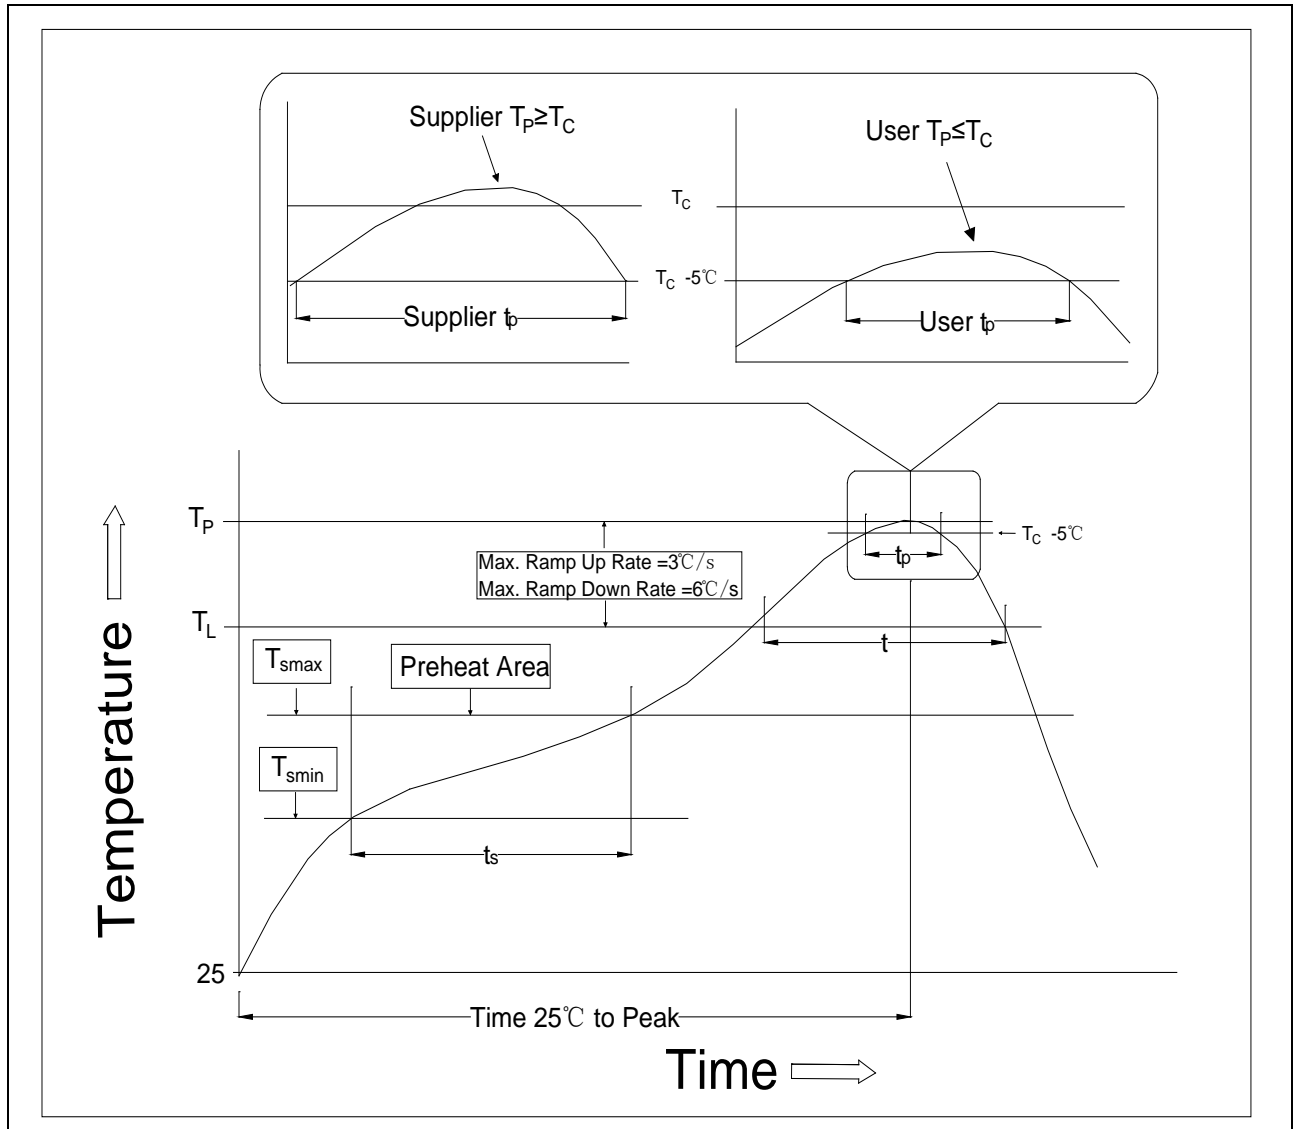 Supplier TP≥TC
User TP≤TC
TC
TC -5℃
Supplier tp
User tp
TP
TC -5℃
tp
Max. Ramp Up Rate =3℃/s
Max. Ramp Down Rate =6℃/s
TL
t
Tsmax
Preheat Area
Tsmin
ts
Temperature
25
Time 25℃ to Peak
Time